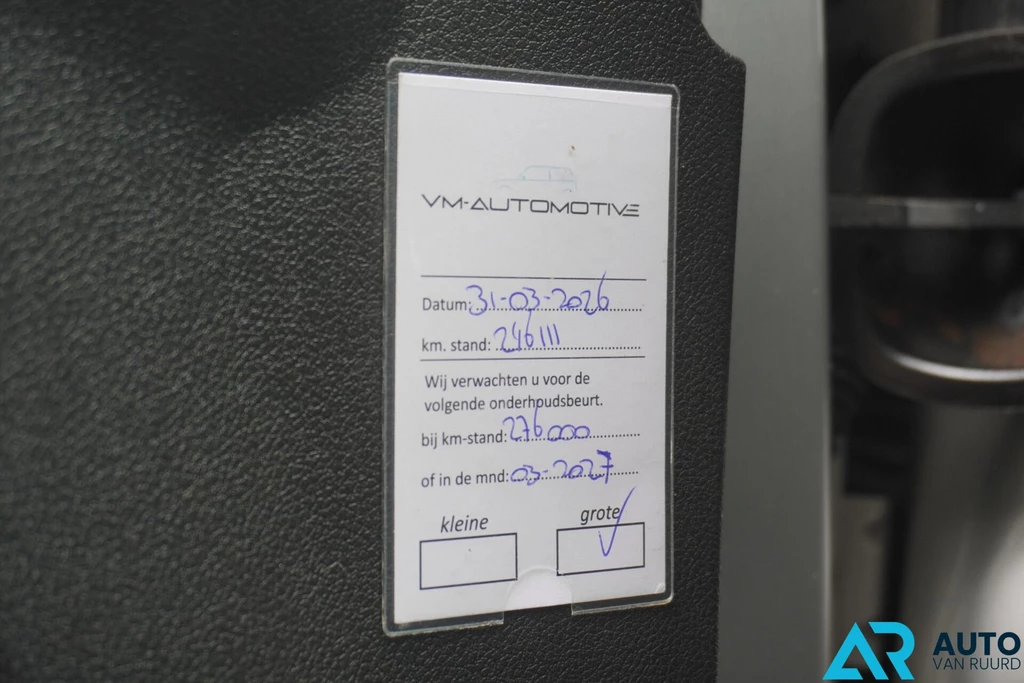 VM-AUTOMOTIVE
Datum: 31-03-2026
km. stand: 246111
Wij verwachten u voor de
volgende onderhoudsbeurt.
bij km-stand: 276000
of in de mnd: 03-2027
kleine grote
AR AUTO
VAN RUURD